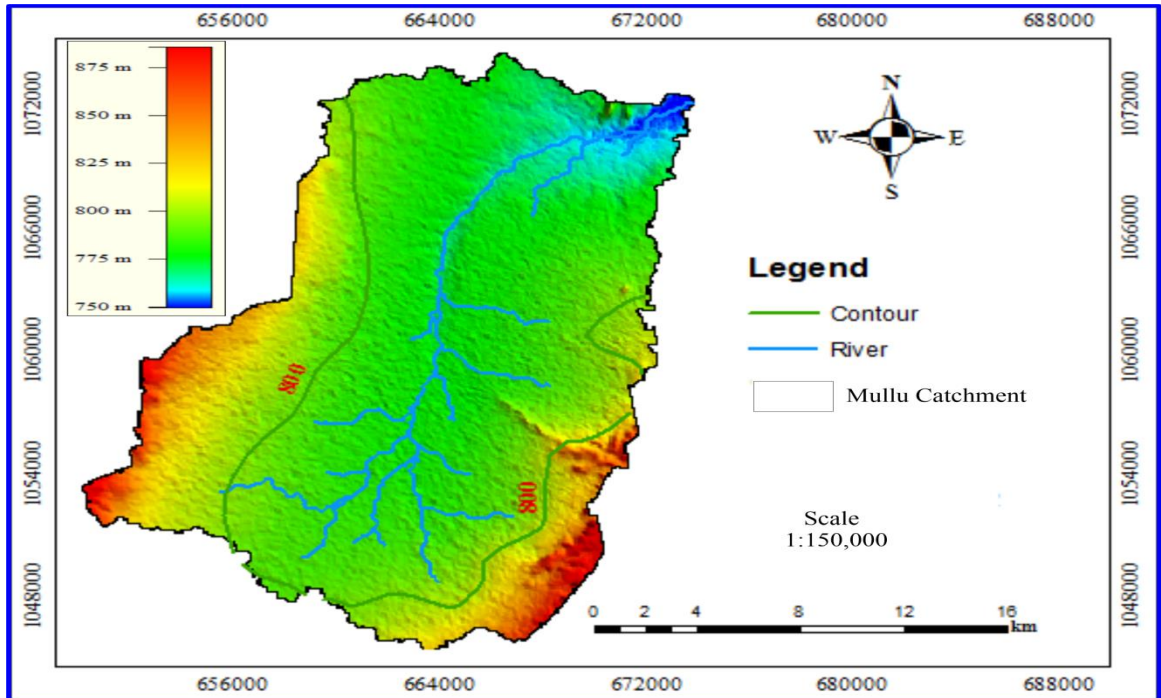 656000 664000 672000 680000 688000
875 m
850 m
825 m
800 m
775 m
750 m
1072000
1066000
1060000
1054000
1048000
N
W E
S
1072000
1066000
1060000
1054000
1048000
800
800
Legend
Contour
River
Mullu Catchment
Scale
1:150,000
0 2 4 8 12 16
km
656000 664000 672000 680000 688000